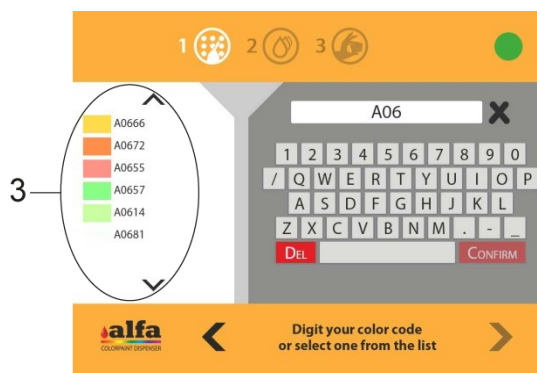 1 2 3
A0666
A0672
A0655
A0657
A0614
A0681
3
A06
1 2 3 4 5 6 7 8 9 0
/ Q W E R T Y U I O P
A S D F G H J K L
Z X C V B N M . - _
DEL CONFIRM
alfa
COLORPAINT DISPENSER
Digit your color code
or select one from the list